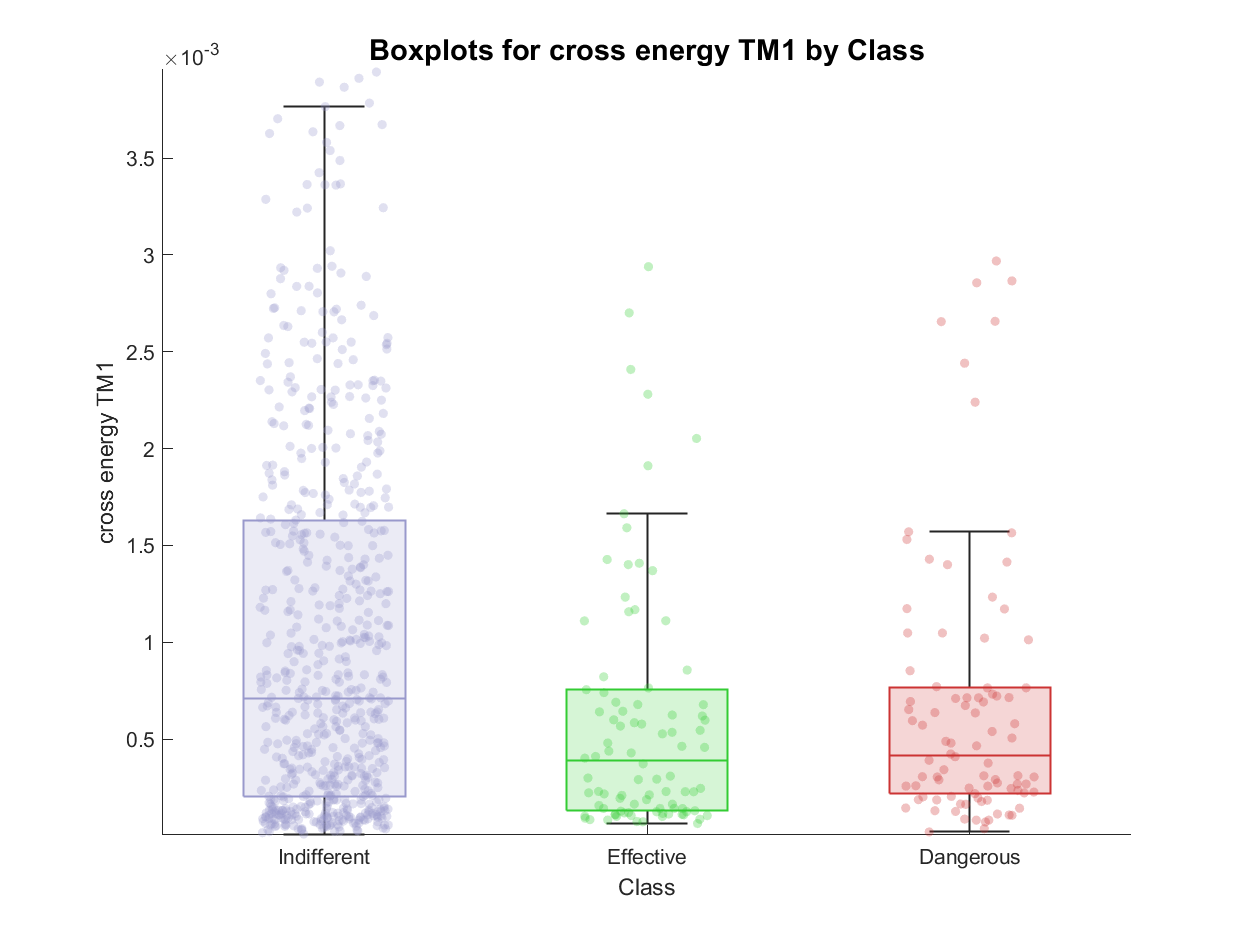 Boxplots for cross energy TM1 by Class
×10-3
3.5
3
2.5
2
1.5
1
0.5
cross energy TM1
Indifferent Effective Dangerous
Class